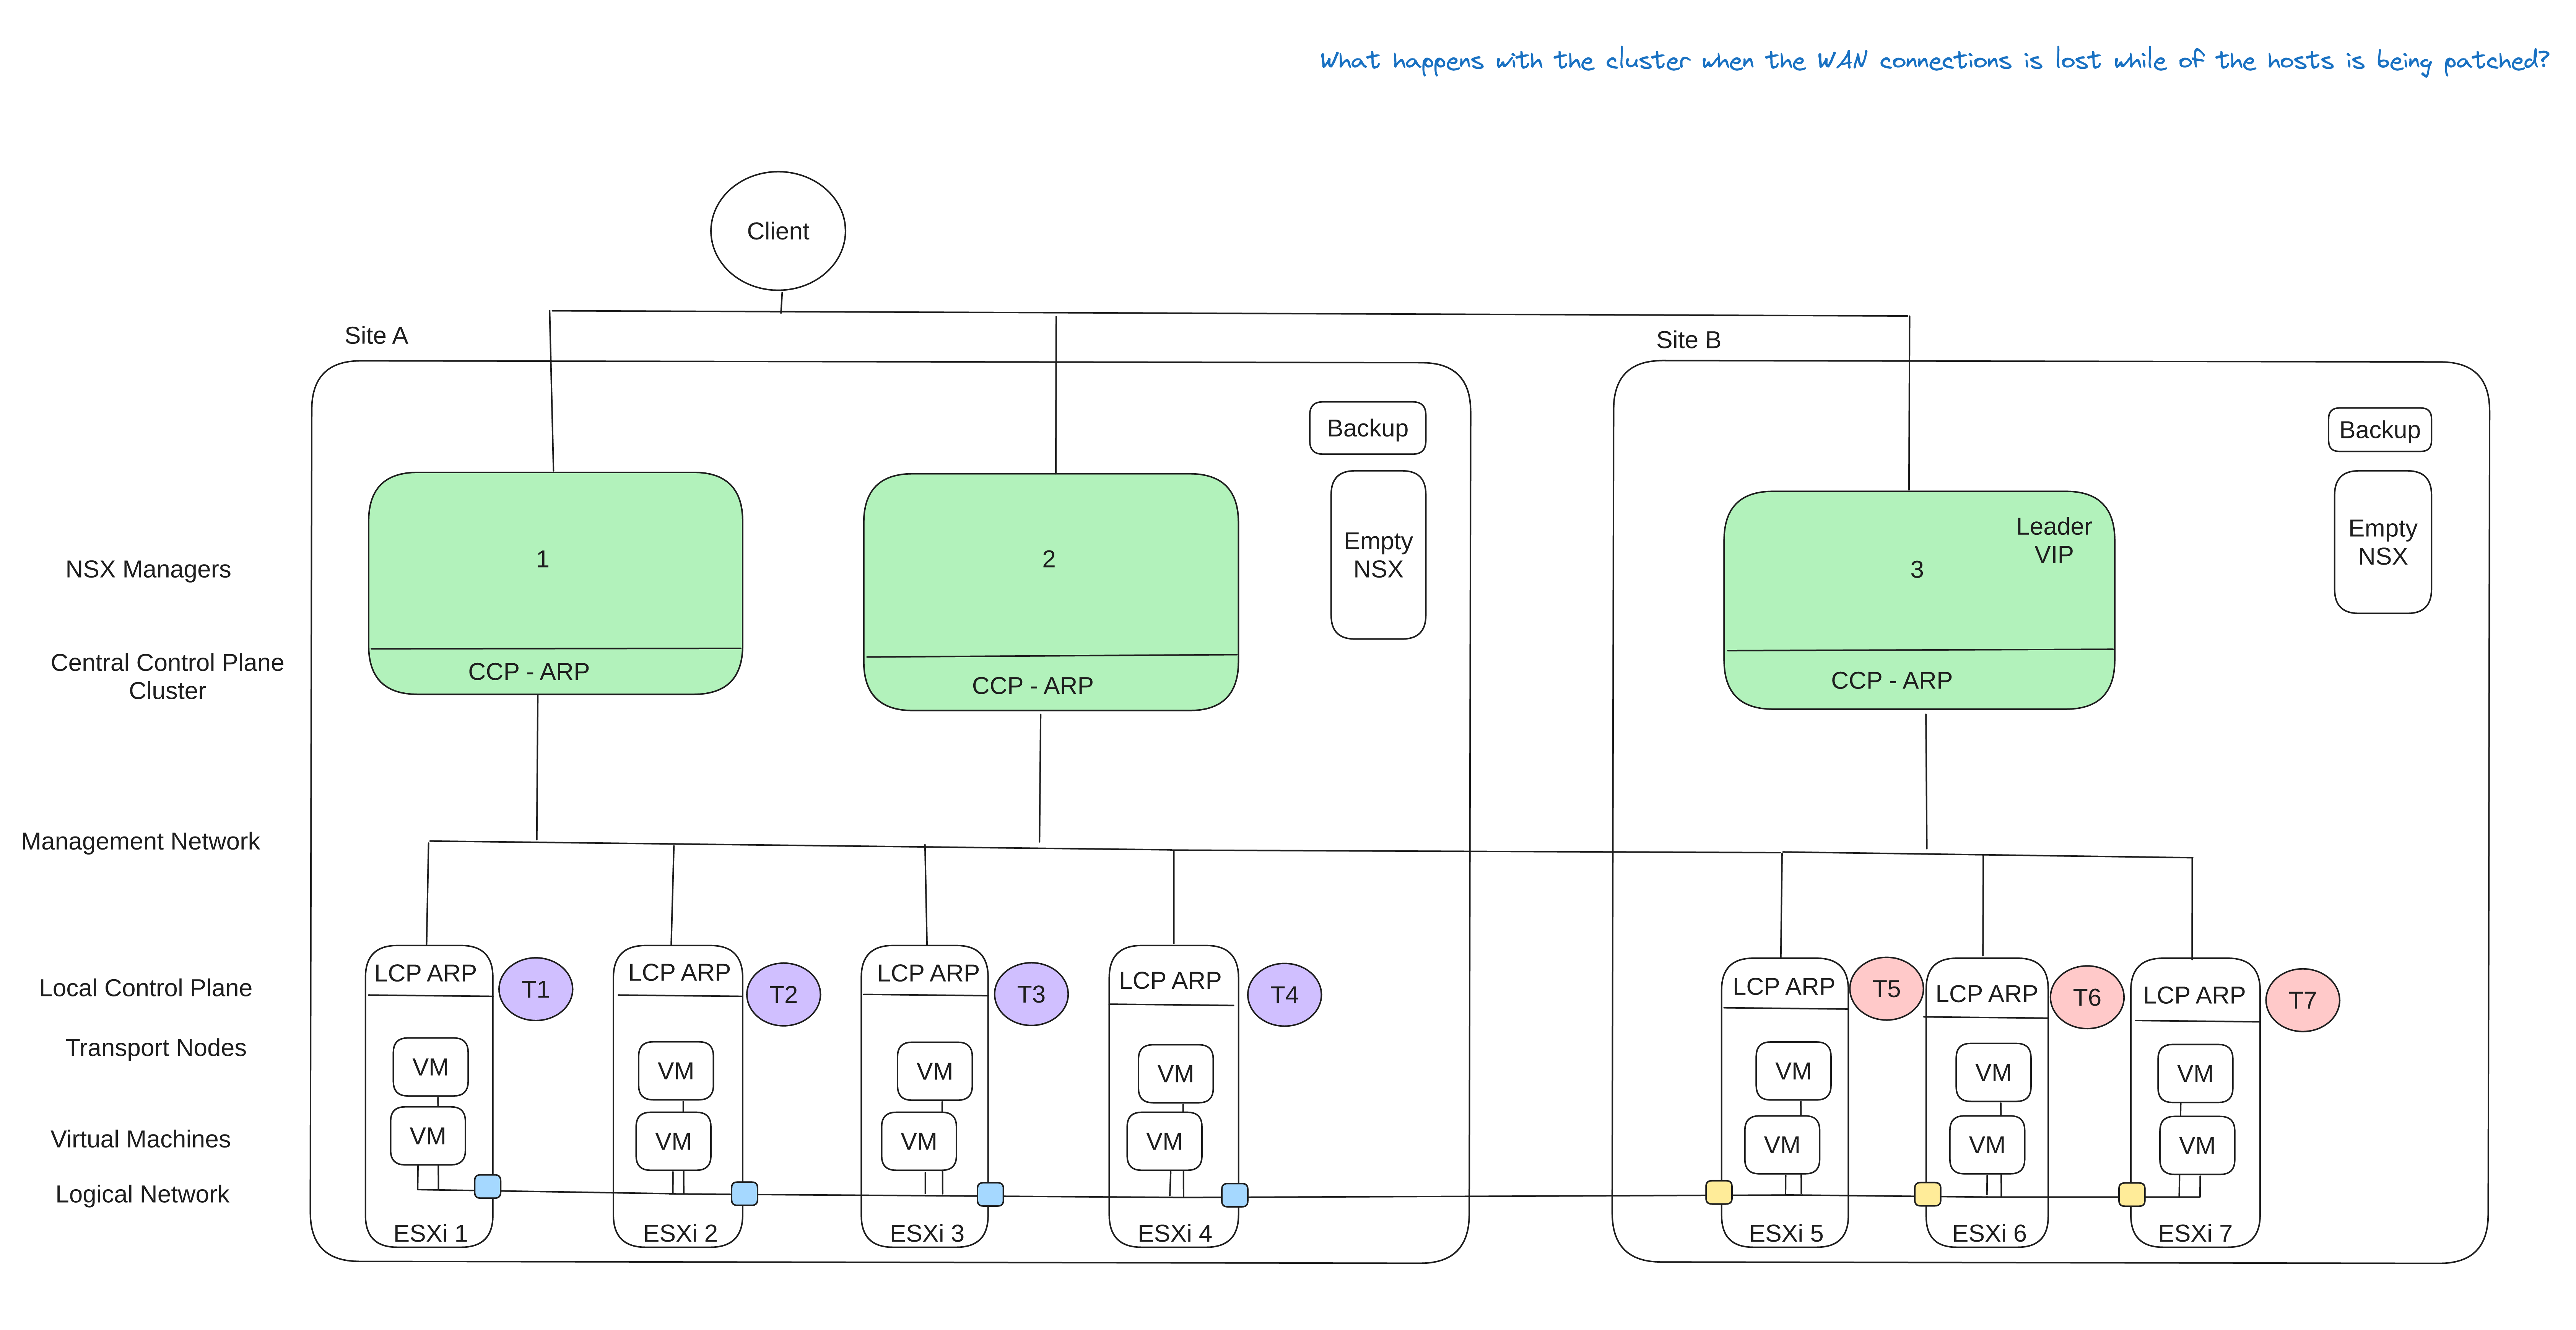 What happens with the cluster when the WAN connections is lost while of the hosts is being patched?
Client
Site A
Site B
Backup
Backup
Empty
NSX
Empty
NSX
NSX Managers
1
2
3
Leader
VIP
Central Control Plane
Cluster
CCP - ARP
CCP - ARP
CCP - ARP
Management Network
Local Control Plane
LCP ARP
T1
LCP ARP
T2
LCP ARP
T3
LCP ARP
T4
LCP ARP
T5
LCP ARP
T6
LCP ARP
T7
Transport Nodes
VM
VM
VM
VM
VM
VM
VM
Virtual Machines
VM
VM
VM
VM
VM
VM
VM
Logical Network
ESXi 1
ESXi 2
ESXi 3
ESXi 4
ESXi 5
ESXi 6
ESXi 7